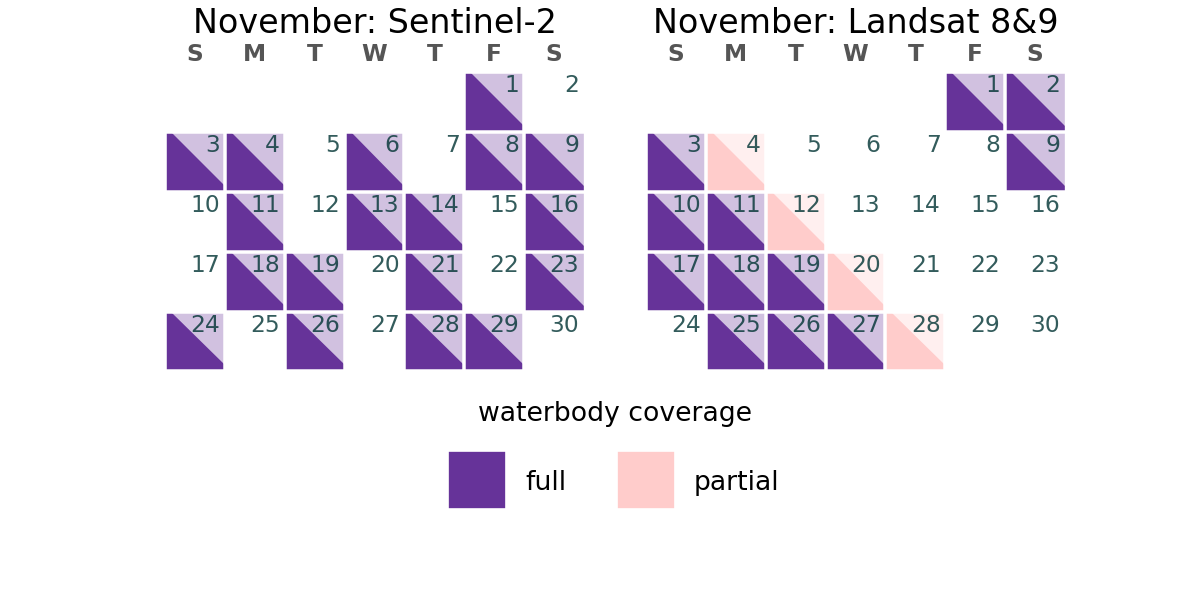 November: Sentinel-2
S M T W T F S
1 2
3 4 5 6 7 8 9
10 11 12 13 14 15 16
17 18 19 20 21 22 23
24 25 26 27 28 29 30
November: Landsat 8&9
S M T W T F S
1 2
3 4 5 6 7 8 9
10 11 12 13 14 15 16
17 18 19 20 21 22 23
24 25 26 27 28 29 30
waterbody coverage
full partial